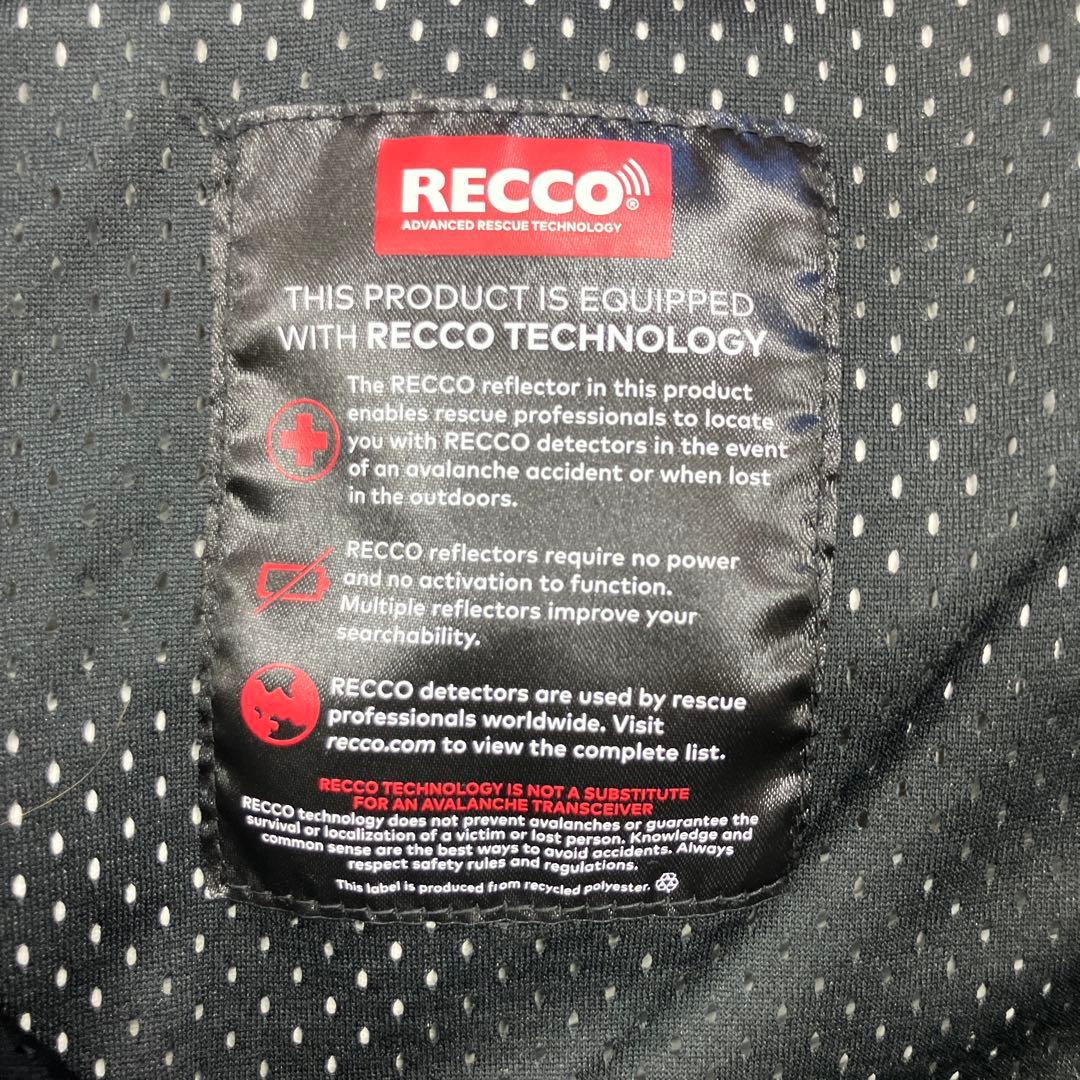 RECCO®
ADVANCED RESCUE TECHNOLOGY
THIS PRODUCT IS EQUIPPED
WITH RECCO TECHNOLOGY
The RECCO reflector in this product
enables rescue professionals to locate
you with RECCO detectors in the event
of an avalanche accident or when lost
in the outdoors.
RECCO reflectors require no power
and no activation to function.
Multiple reflectors improve your
searchability.
RECCO detectors are used by rescue
professionals worldwide. Visit
recco.com to view the complete list.
RECCO TECHNOLOGY IS NOT A SUBSTITUTE
FOR AN AVALANCHE TRANSCEIVER
RECCO technology does not prevent avalanches or guarantee the
survival or localization of a victim or lost person. Knowledge and
common sense are the best ways to avoid accidents. Always
respect safety rules and regulations.
This label is produced from recycled polyester.